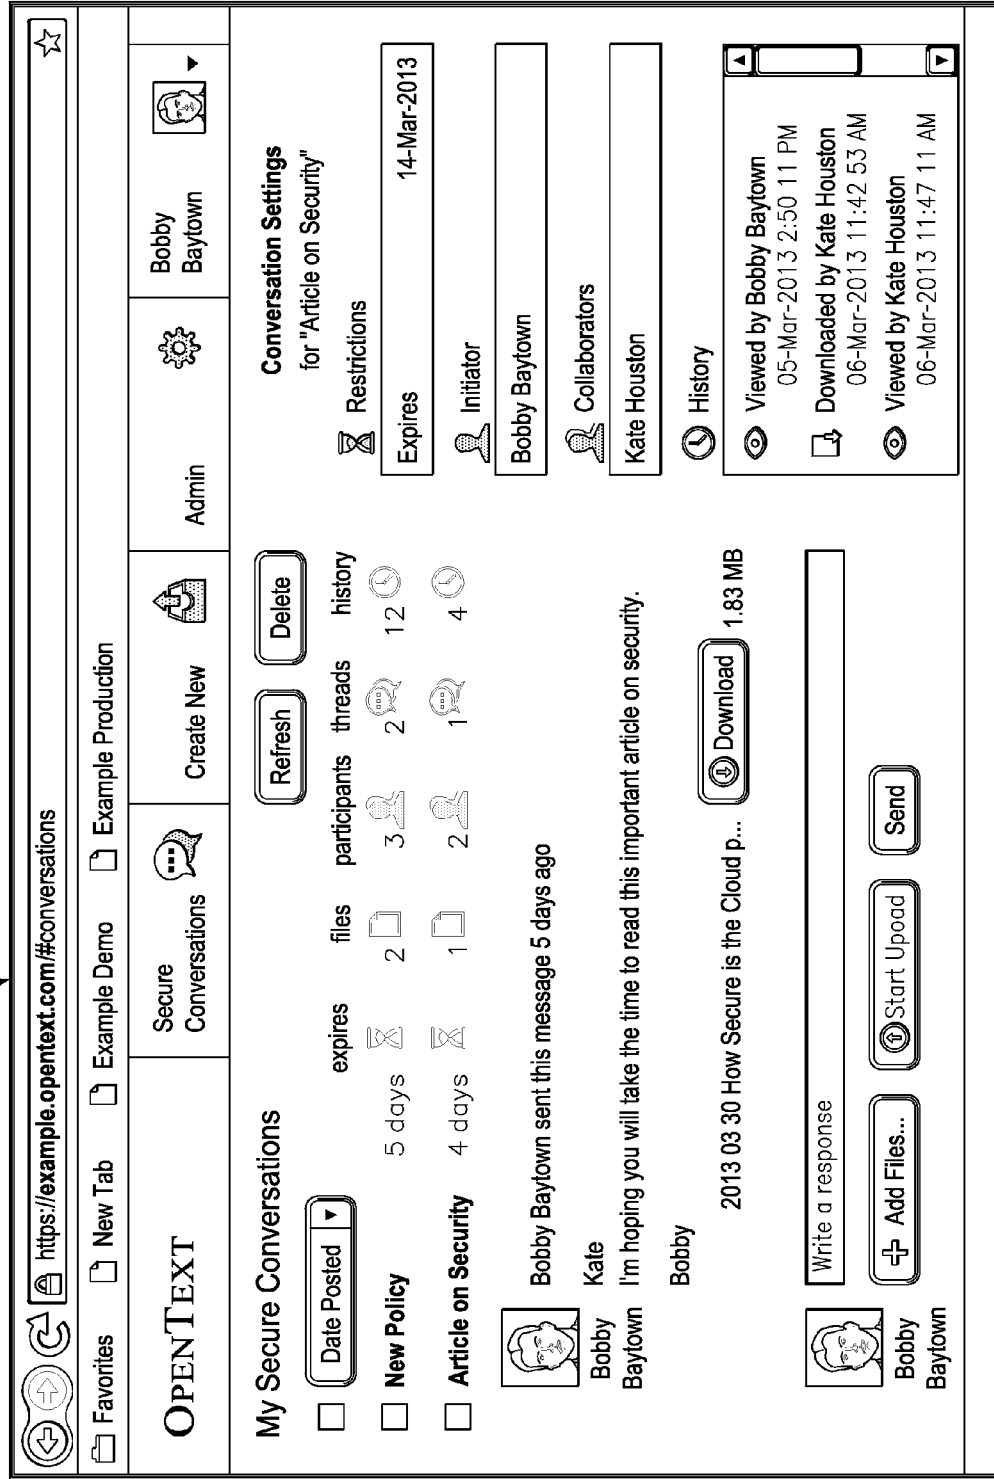 https://example.opentext.com/#conversations
Favorites New Tab Example Demo Example Production
OPENTEXT
Secure
Conversations
Create New
Admin
Bobby
Baytown
My Secure Conversations
Refresh Delete
Date Posted
expires files participants threads history
New Policy 5 days 2 3 2 12
Article on Security 4 days 1 2 1 4
Bobby
Baytown
Bobby Baytown sent this message 5 days ago
Kate
I'm hoping you will take the time to read this important article on security.
Bobby
2013 03 30 How Secure is the Cloud p... Download 1.83 MB
Bobby
Baytown
Write a response
Add Files... Start Upoad Send
Conversation Settings
for "Article on Security"
Restrictions
Expires 14-Mar-2013
Initiator
Bobby Baytown
Collaborators
Kate Houston
History
Viewed by Bobby Baytown
05-Mar-2013 2:50 11 PM
Downloaded by Kate Houston
06-Mar-2013 11:42 53 AM
Viewed by Kate Houston
06-Mar-2013 11:47 11 AM